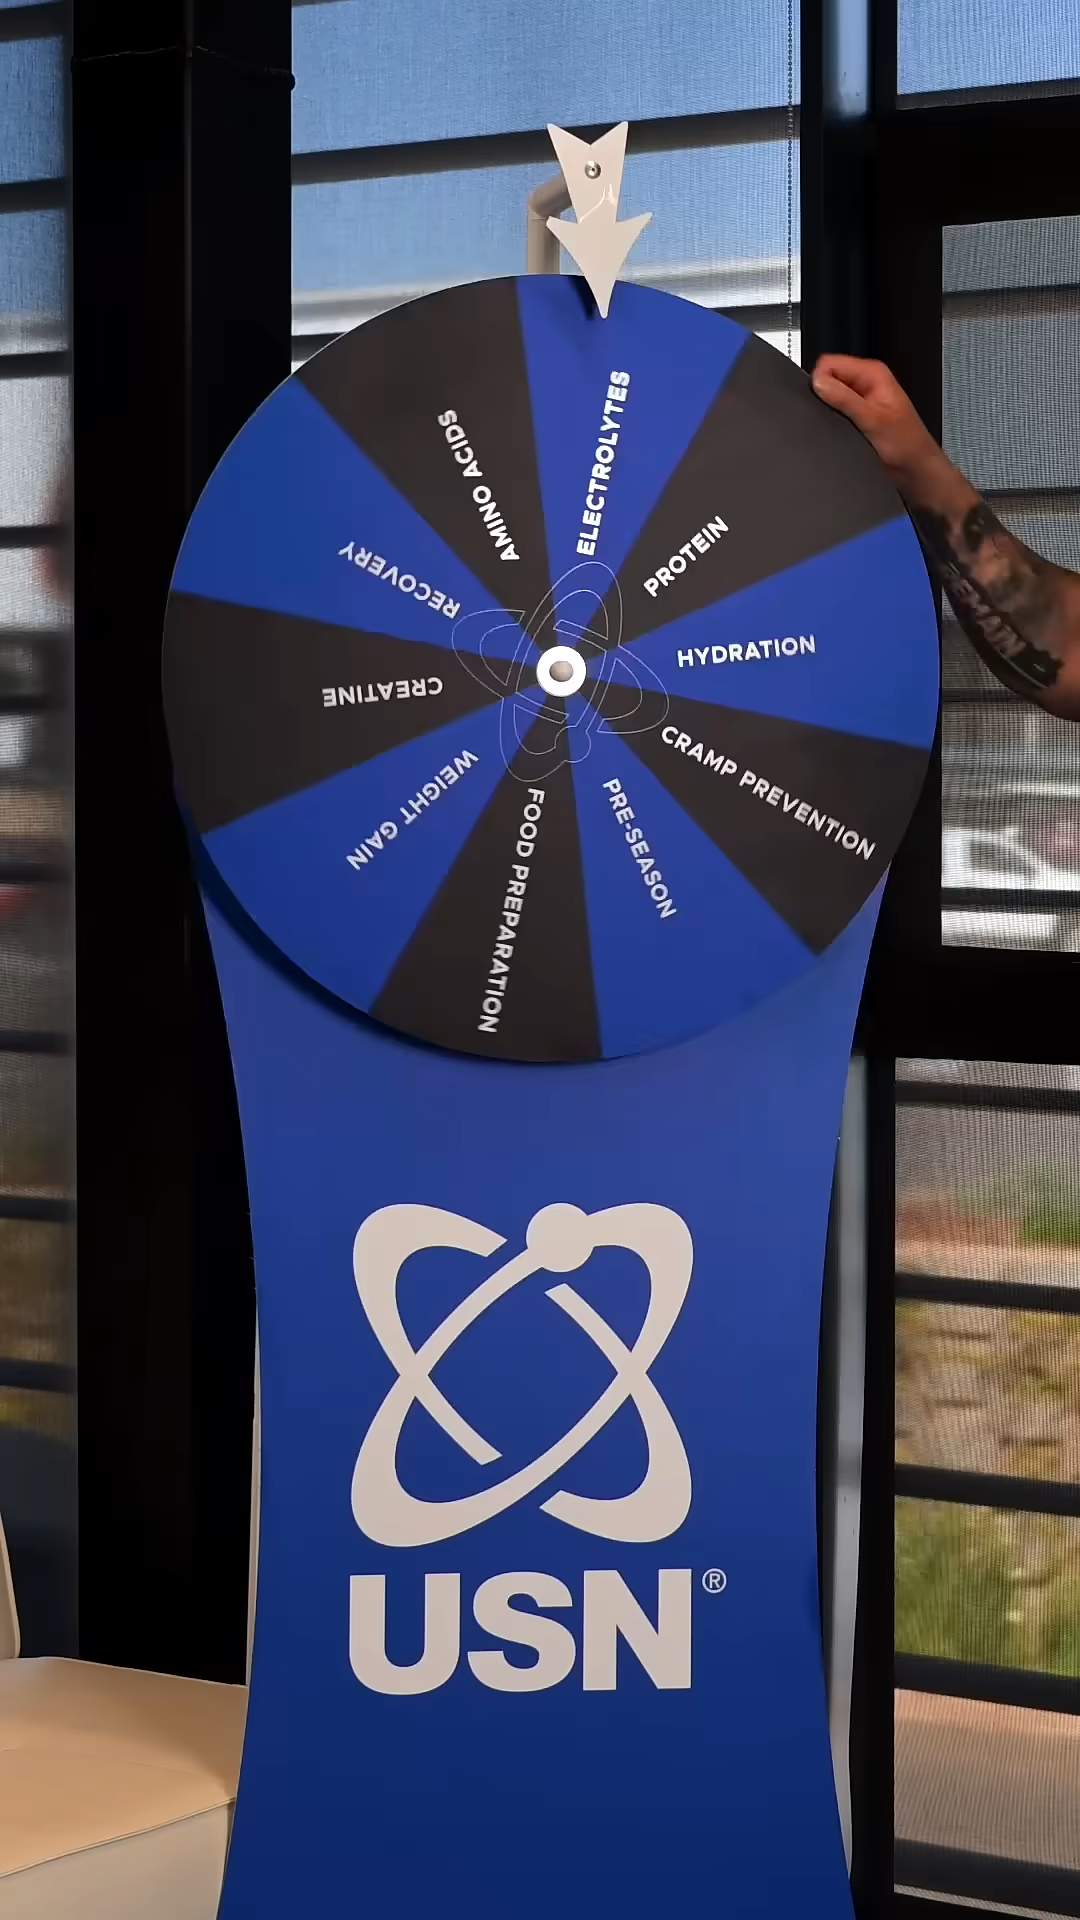 ELECTROLYTES
PROTEIN
HYDRATION
CRAMP PREVENTION
PRE-SEASON
FOOD PREPARATION
WEIGHT GAIN
CREATINE
RECOVERY
AMINO ACIDS
USN®